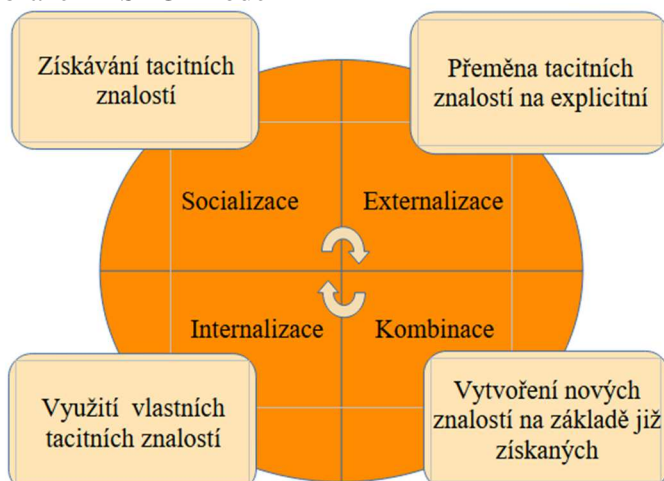 Získávání tacitních
znalostí
Přeměna tacitních
znalostí na explicitní
Socializace
Externalizace
Internalizace
Kombinace
Využití vlastních
tacitních znalostí
Vytvoření nových
znalostí na základě již
získaných